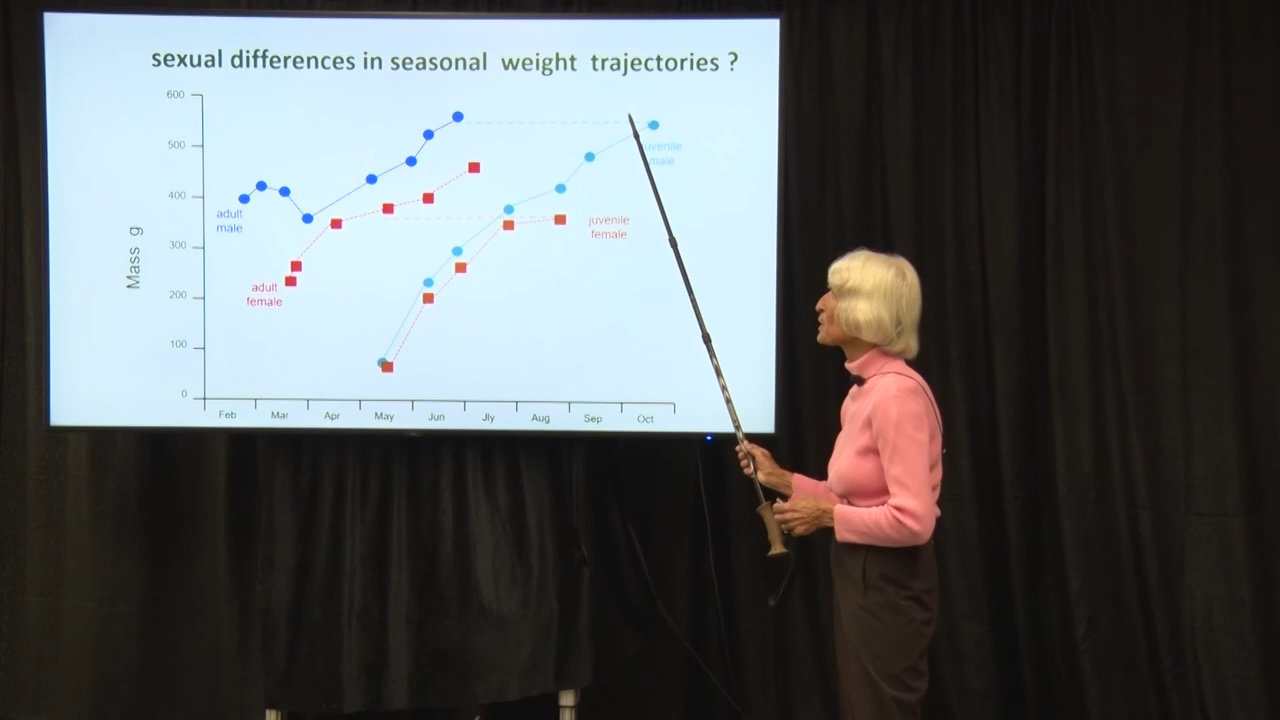 sexual differences in seasonal weight trajectories ?
600
500
400
300
200
100
0
Mass g
adult
male
adult
female
juvenile
female
uvenile
male
Feb Mar Apr May Jun Jly Aug Sep Oct